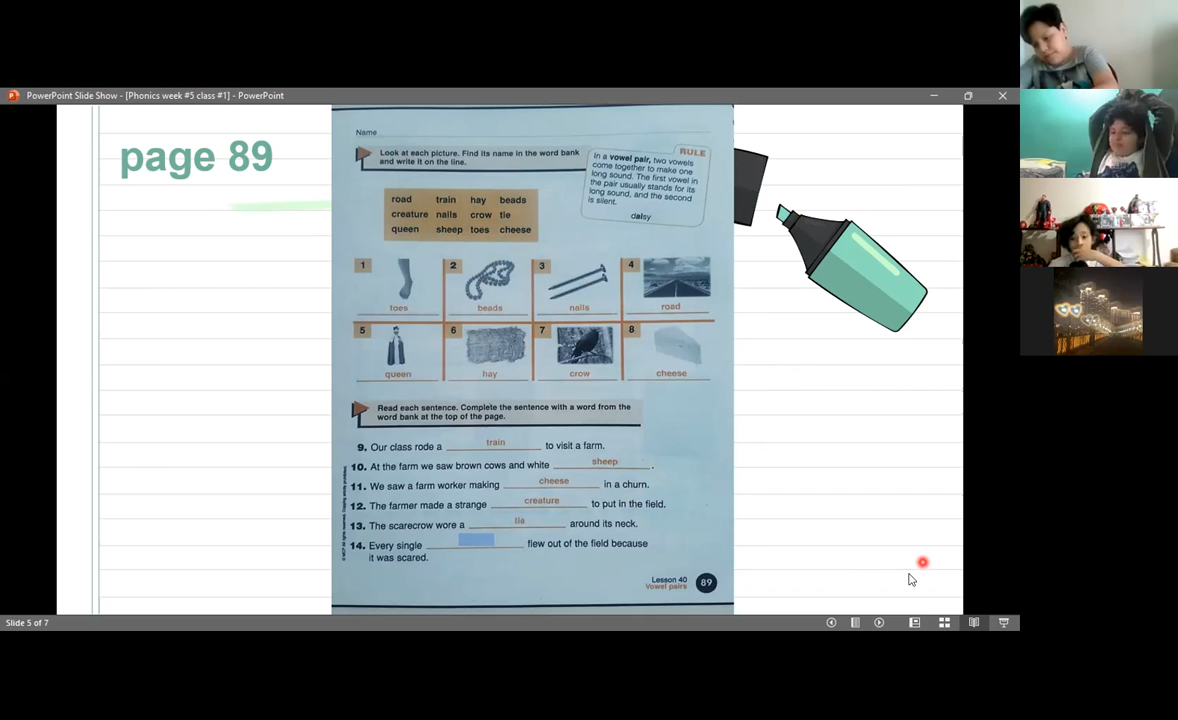 PowerPoint Slide Show - [Phonics week #5 class #1] - PowerPoint
page 89
Name
Look at each picture. Find its name in the word bank
and write it on the line.
RULE
In a vowel pair, two vowels
come together to make one
long sound. The first vowel in
the pair usually stands for its
long sound, and the second
is silent.
daisy
road train hay beads
creature nails crow tie
queen sheep toes cheese
1 2 3 4
toes beads nails road
5 6 7 8
queen hay crow cheese
Read each sentence. Complete the sentence with a word from the
word bank at the top of the page.
9. Our class rode a train to visit a farm.
10. At the farm we saw brown cows and white sheep.
11. We saw a farm worker making cheese in a churn.
12. The farmer made a strange creature to put in the field.
13. The scarecrow wore a tie around its neck.
14. Every single flew out of the field because
it was scared.
Lesson 40
Vowel pairs
89
Slide 5 of 7